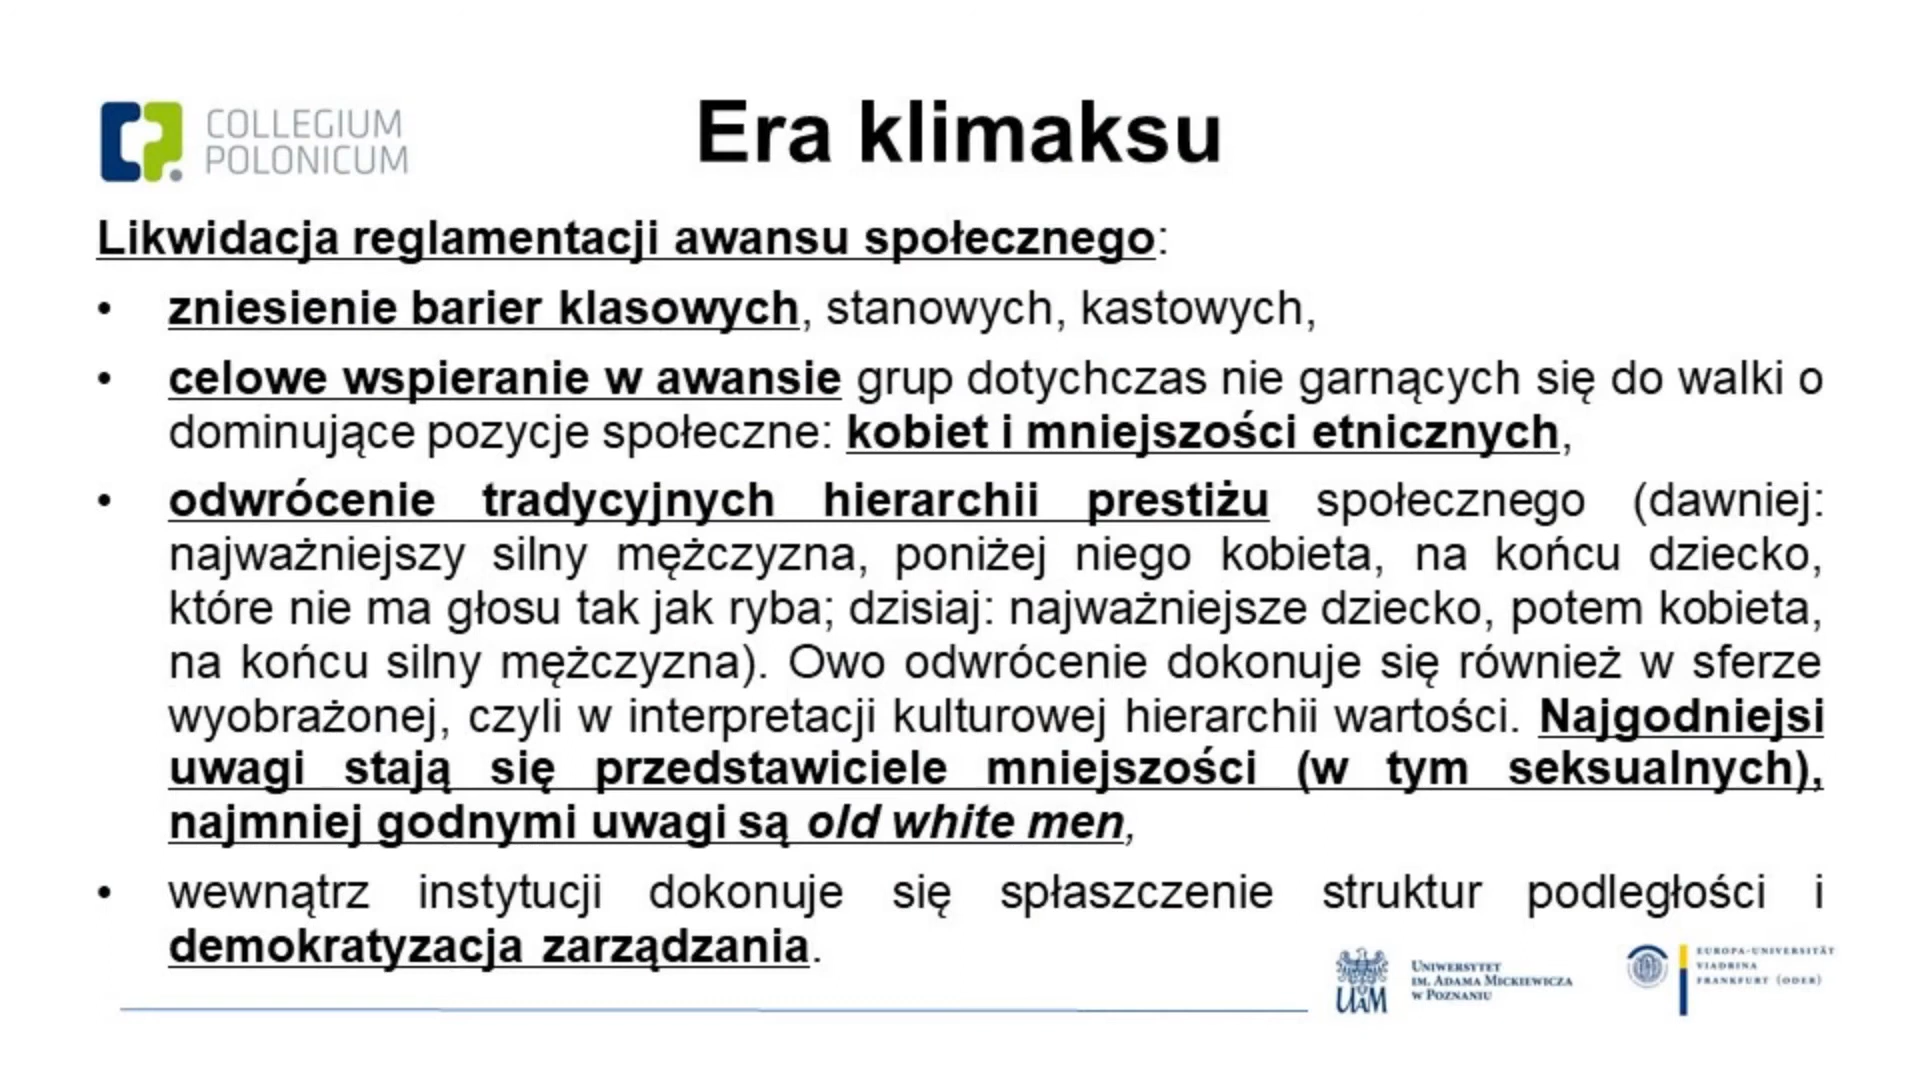 COLLEGIUM
POLONICUM
Era klimaksu
Likwidacja reglamentacji awansu społecznego:
• zniesienie barier klasowych, stanowych, kastowych,
• celowe wspieranie w awansie grup dotychczas nie garnących się do walki o
dominujące pozycje społeczne: kobiet i mniejszości etnicznych,
• odwrócenie tradycyjnych hierarchii prestiżu społecznego (dawniej:
najważniejszy silny mężczyzna, poniżej niego kobieta, na końcu dziecko,
które nie ma głosu tak jak ryba; dzisiaj: najważniejsze dziecko, potem kobieta,
na końcu silny mężczyzna). Owo odwrócenie dokonuje się również w sferze
wyobrażonej, czyli w interpretacji kulturowej hierarchii wartości. Najgodniejsi
uwagi stają się przedstawiciele mniejszości (w tym seksualnych),
najmniej godnymi uwagi są old white men,
• wewnątrz instytucji dokonuje się spłaszczenie struktur podległości i
demokratyzacja zarządzania.
UAM
UNIWERSYTET
IM. ADAMA MICKIEWICZA
W POZNANIU
EUROPA-UNIVERSITÄT
VIADRINA
FRANKFURT (ODER)